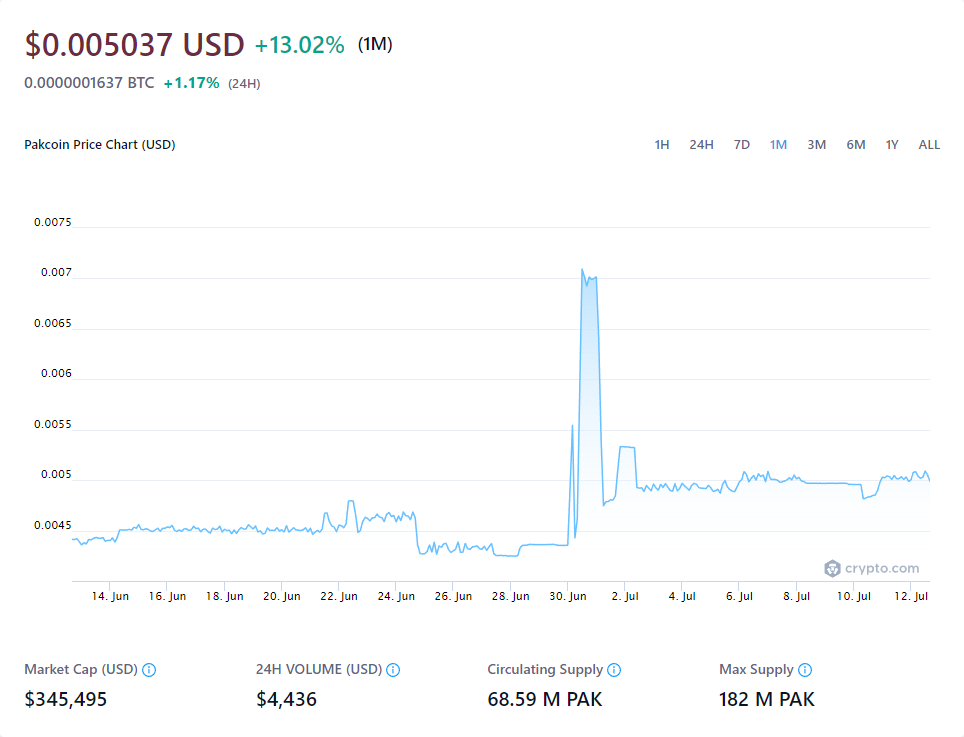 $0.005037 USD +13.02% (1M)
0.0000001637 BTC +1.17% (24H)
Pakcoin Price Chart (USD) 1H 24H 7D 1M 3M 6M 1Y ALL
0.0075
0.007
0.0065
0.006
0.0055
0.005
0.0045
crypto.com
14. Jun 16. Jun 18. Jun 20. Jun 22. Jun 24. Jun 26. Jun 28. Jun 30. Jun 2. Jul 4. Jul 6. Jul 8. Jul 10. Jul 12. Jul
Market Cap (USD) 24H VOLUME (USD) Circulating Supply Max Supply
$345,495 $4,436 68.59 M PAK 182 M PAK